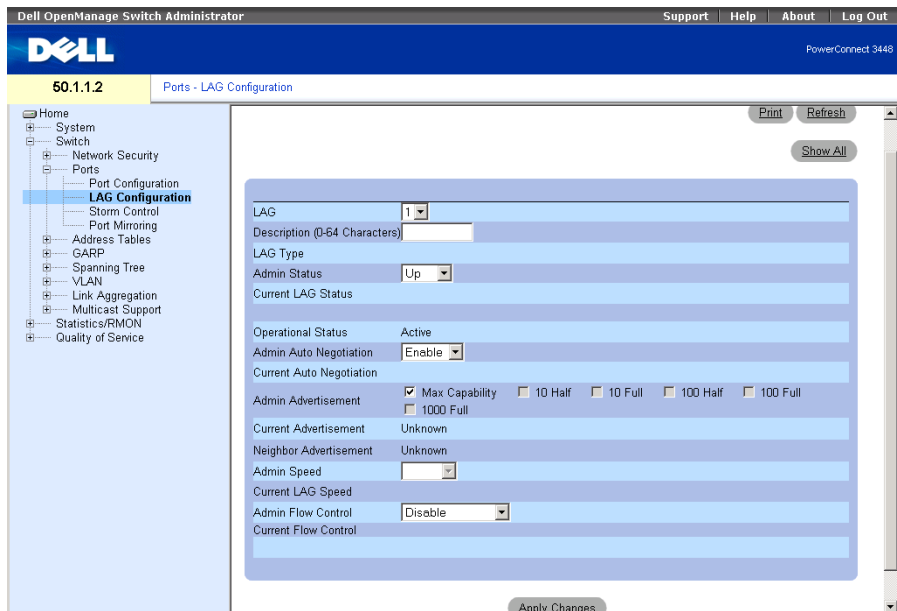 Dell OpenManage Switch Administrator
Support Help About Log Out
DELL
PowerConnect 3448
50.1.1.2
Ports - LAG Configuration
Home
System
Switch
Network Security
Ports
Port Configuration
LAG Configuration
Storm Control
Port Mirroring
Address Tables
GARP
Spanning Tree
VLAN
Link Aggregation
Multicast Support
Statistics/RMON
Quality of Service
Print Refresh
Show All
LAG 1
Description (0-64 Characters)
LAG Type
Admin Status Up
Current LAG Status
Operational Status Active
Admin Auto Negotiation Enable
Current Auto Negotiation
Admin Advertisement Max Capability 10 Half 10 Full 100 Half 100 Full
1000 Full
Current Advertisement Unknown
Neighbor Advertisement Unknown
Admin Speed
Current LAG Speed
Admin Flow Control Disable
Current Flow Control
Apply Changes